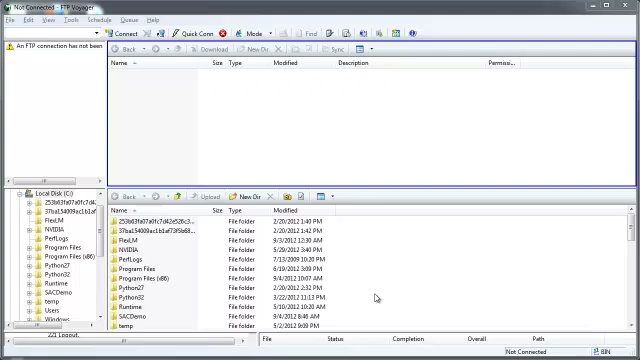 Not Connected - FTP Voyager
File Edit View Tools Schedule Queue Help
Connect Quick Conn Mode Find
An FTP connection has not been
Back Download New Dir Sync
Name Size Type Modified Description Permissi...
Local Disk (C:)
253b63fa07a0fc7d42
37ba154009ac1b1af
FlexLM
NVIDIA
PerfLogs
Program Files
Program Files (x86)
Python27
Python32
Runtime
SACDemo
temp
Users
Windows
221 Logout.
Back Upload New Dir
Name Size Type Modified
253b63fa07a0fc7d42e526c3... File folder 2/20/2012 1:40 PM
37ba154009ac1b1af73f5b68... File folder 2/20/2012 1:42 PM
FlexLM File folder 9/3/2012 12:30 AM
NVIDIA File folder 5/29/2012 3:40 PM
PerfLogs File folder 7/13/2009 10:20 PM
Program Files File folder 6/19/2012 3:09 PM
Program Files (x86) File folder 9/4/2012 10:07 AM
Python27 File folder 2/20/2012 2:32 PM
Python32 File folder 3/22/2012 11:13 PM
Runtime File folder 5/10/2012 10:20 AM
SACDemo File folder 9/4/2012 8:46 AM
temp File folder 5/2/2012 9:09 PM
File Status Completion Overall Path
Not Connected BIN